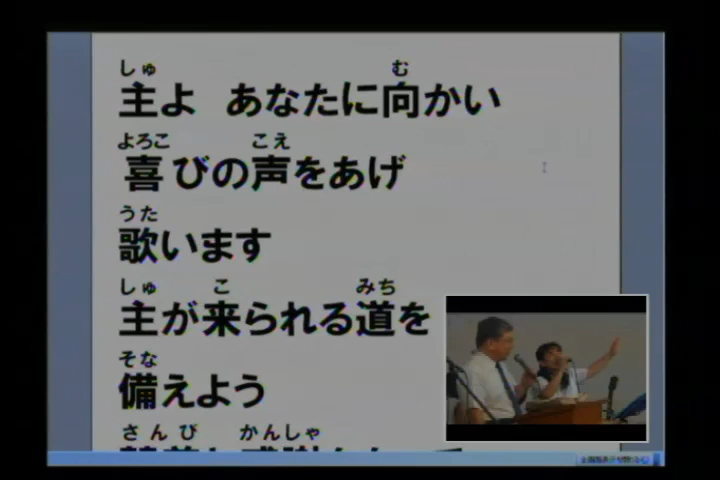 しゅ む
主よ あなたに向かい
よろこ こえ
喜びの声をあげ
うた
歌います
しゅ こ みち
主が来られる道を
そな
備えよう
さんび かんしゃ